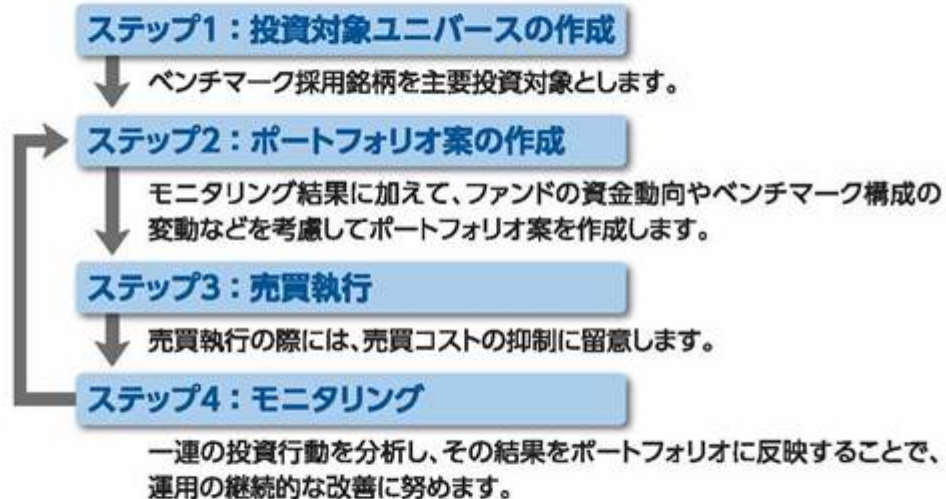 ステップ1：投資対象ユニバースの作成
ベンチマーク採用銘柄を主要投資対象とします。
ステップ2：ポートフォリオ案の作成
モニタリング結果に加えて、ファンドの資金動向やベンチマーク構成の
変動などを考慮してポートフォリオ案を作成します。
ステップ3：売買執行
売買執行の際には、売買コストの抑制に留意します。
ステップ4：モニタリング
一連の投資行動を分析し、その結果をポートフォリオに反映することで、
運用の継続的な改善に努めます。